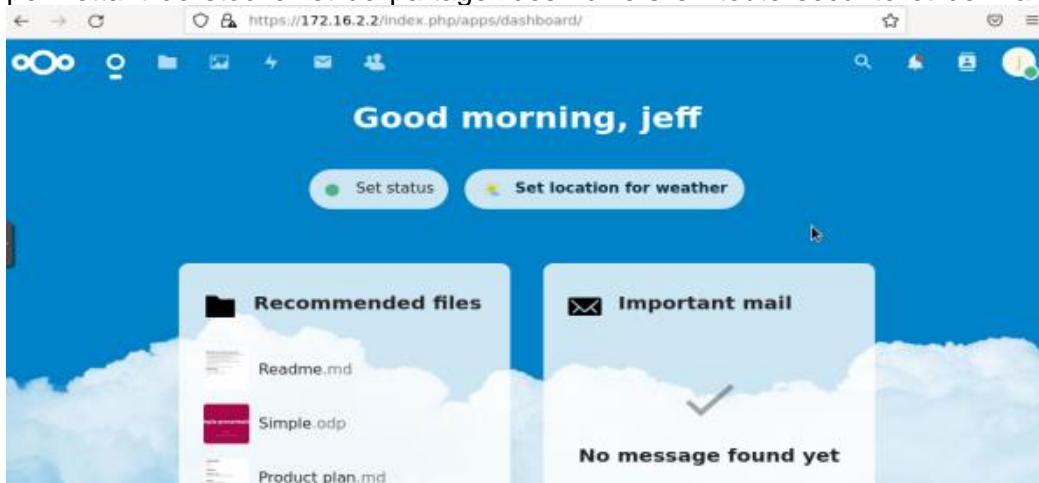 https://172.16.2.2/index.php/apps/dashboard/
Good morning, jeff
Set status
Set location for weather
Recommended files
Important mail
Readme.md
Simple.odp
No message found yet
Product plan.md